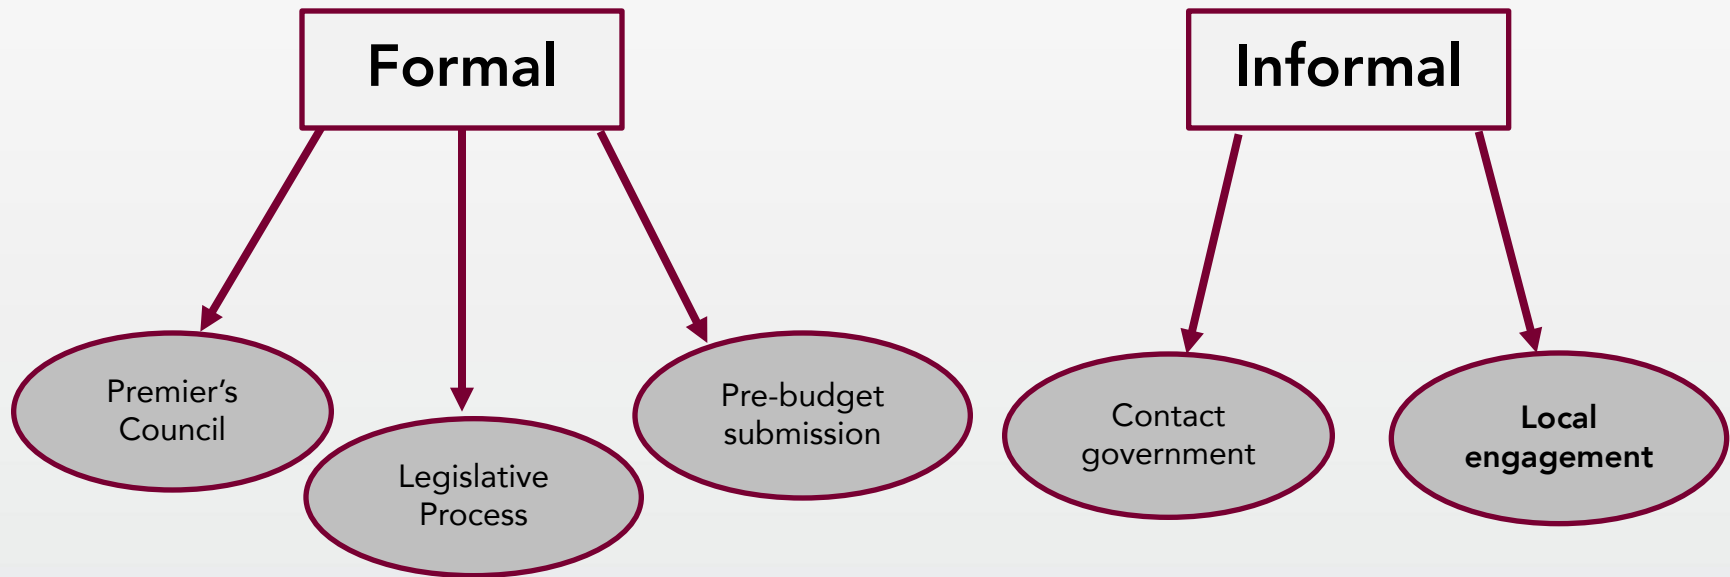 Formal
Informal
Premier’s
Council
Legislative
Process
Pre-budget
submission
Contact
government
Local
engagement